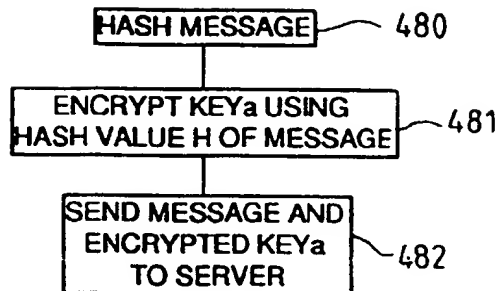 HASH MESSAGE 480
ENCRYPT KEYa USING
HASH VALUE H OF MESSAGE 481
SEND MESSAGE AND
ENCRYPTED KEYa
TO SERVER 482